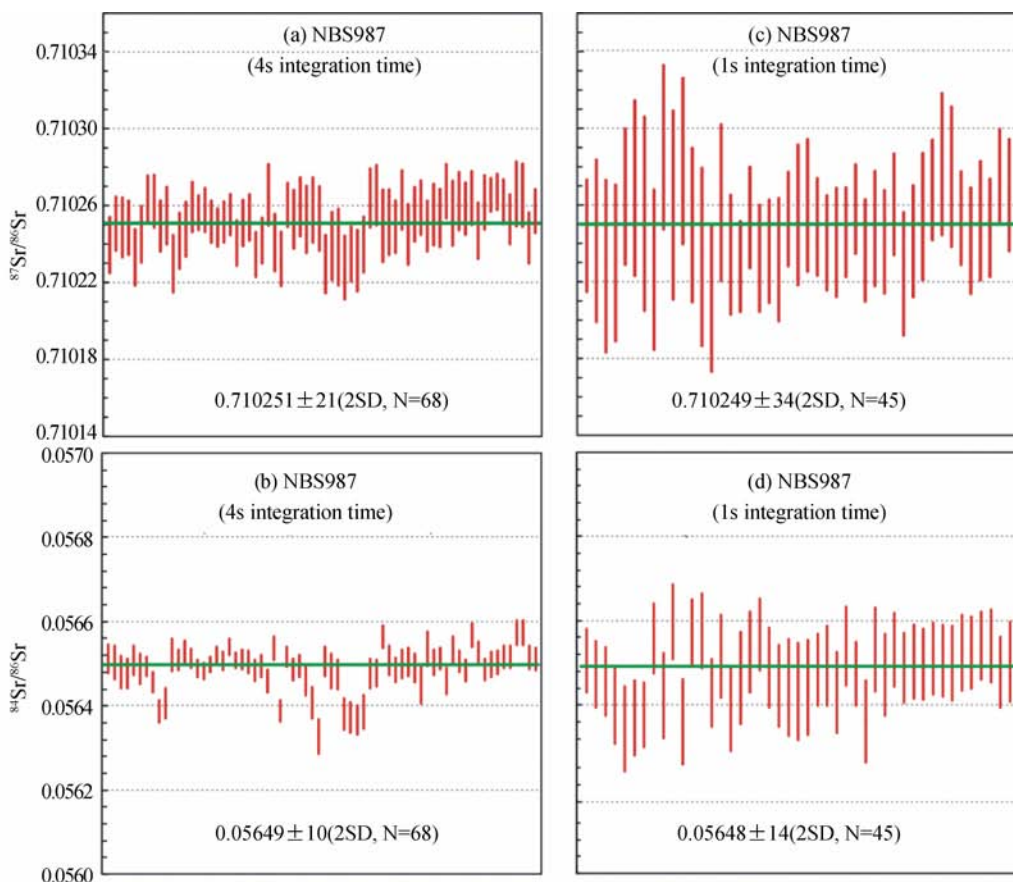 (a) NBS987
(4s integration time)
0.71034
0.71030
0.71026
0.71022
0.71018
0.71014
⁸⁷Sr/⁸⁶Sr
0.710251±21(2SD, N=68)
(c) NBS987
(1s integration time)
0.710249±34(2SD, N=45)
(b) NBS987
(4s integration time)
0.0570
0.0568
0.0566
0.0564
0.0562
0.0560
⁸⁴Sr/⁸⁶Sr
0.05649±10(2SD, N=68)
(d) NBS987
(1s integration time)
0.05648±14(2SD, N=45)